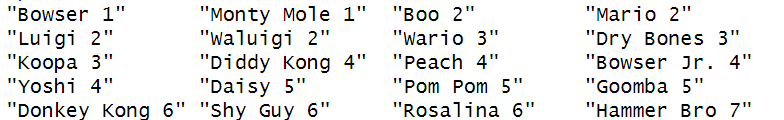 "Bowser 1" "Monty Mole 1" "Boo 2" "Mario 2"
"Luigi 2" "Waluigi 2" "Wario 3" "Dry Bones 3"
"Koopa 3" "Diddy Kong 4" "Peach 4" "Bowser Jr. 4"
"Yoshi 4" "Daisy 5" "Pom Pom 5" "Goomba 5"
"Donkey Kong 6" "Shy Guy 6" "Rosalina 6" "Hammer Bro 7"